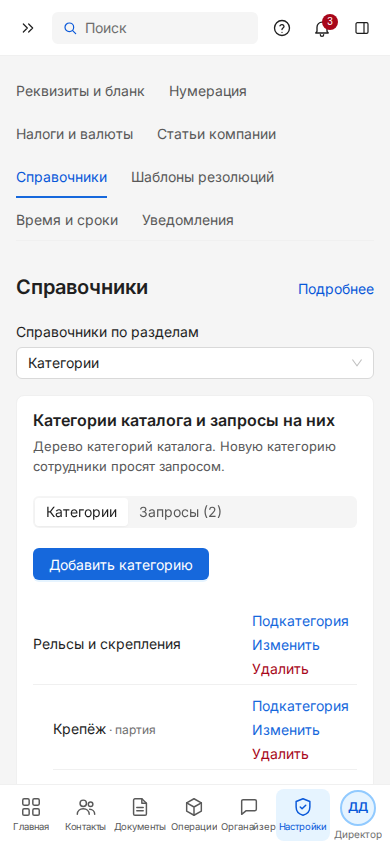 Поиск
3
Реквизиты и бланк Нумерация
Налоги и валюты Статьи компании
Справочники Шаблоны резолюций
Время и сроки Уведомления
Справочники Подробнее
Справочники по разделам
Категории
Категории каталога и запросы на них
Дерево категорий каталога. Новую категорию
сотрудники просят запросом.
Категории Запросы (2)
Добавить категорию
Подкатегория
Рельсы и скрепления Изменить
Удалить
Подкатегория
Крепёж · партия Изменить
Удалить
ДД
Главная Контакты Документы Операции Органайзер Настройки
Директор